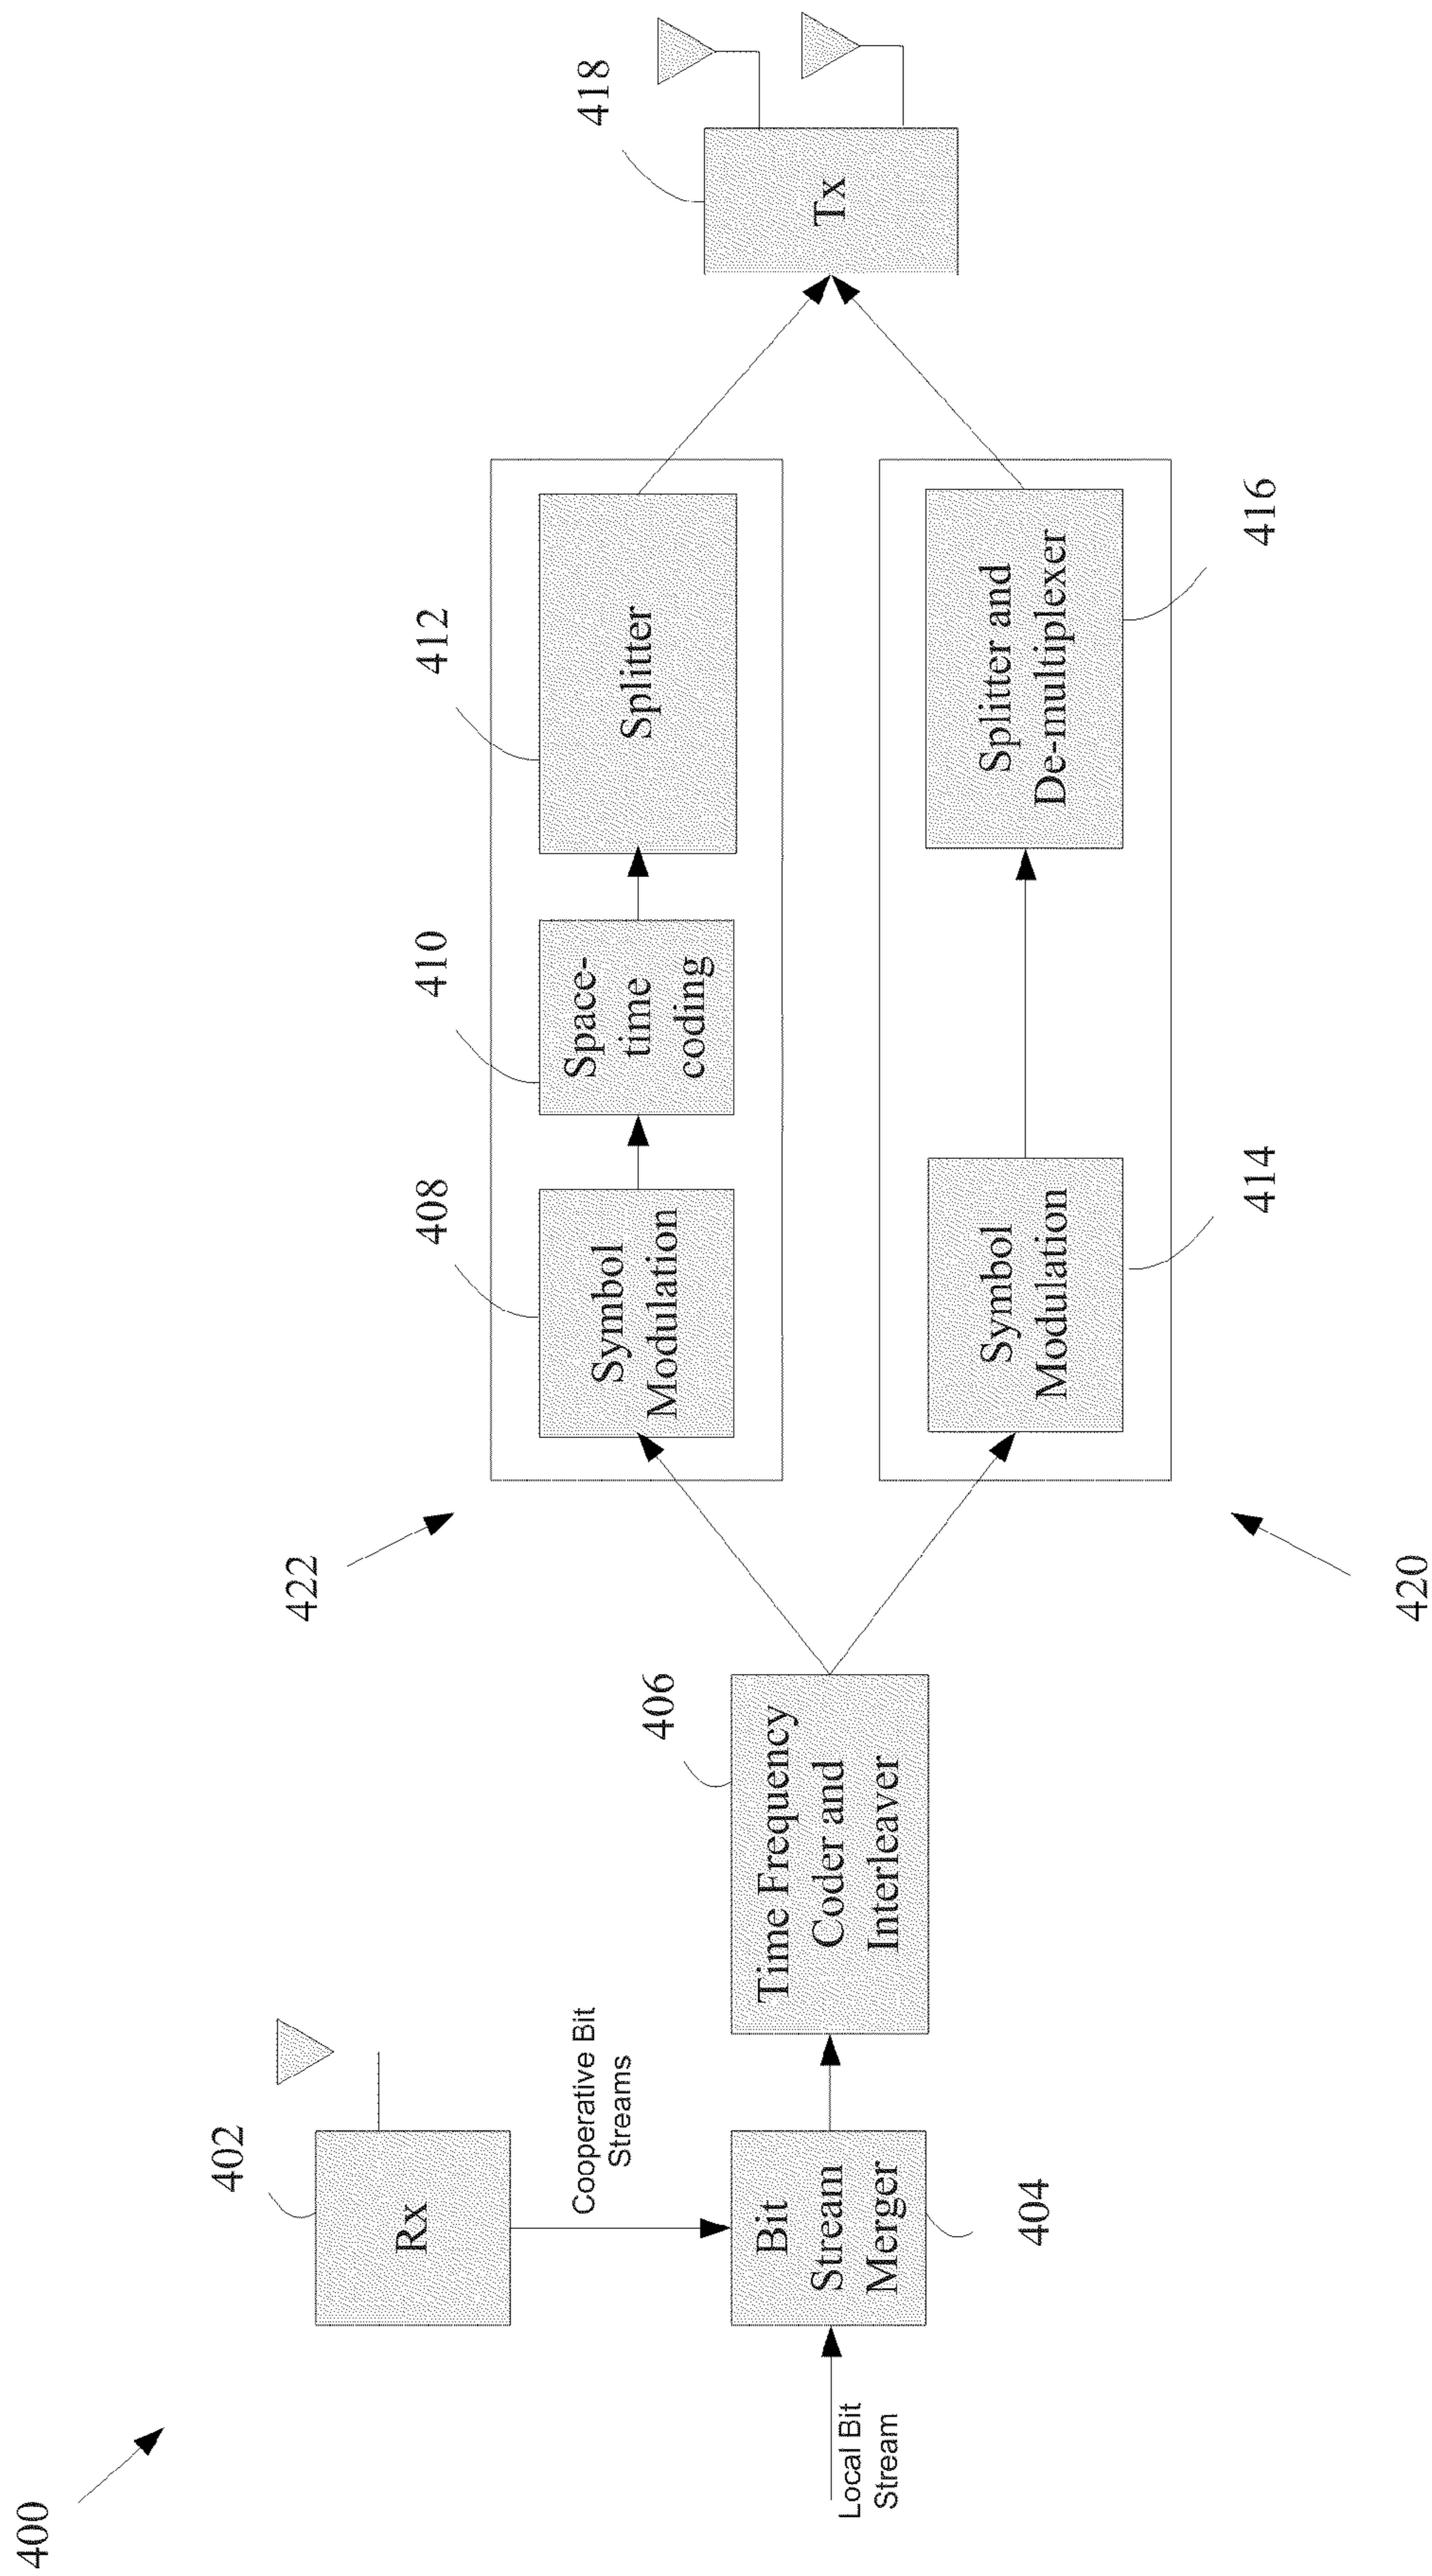 400
402
Rx
Cooperative Bit
Streams
Local Bit
Stream
Bit
Stream
Merger
404
406
Time Frequency
Coder and
Interleaver
422
408
Symbol
Modulation
410
Space-
time
coding
412
Splitter
420
414
Symbol
Modulation
416
Splitter and
De-multiplexer
418
Tx